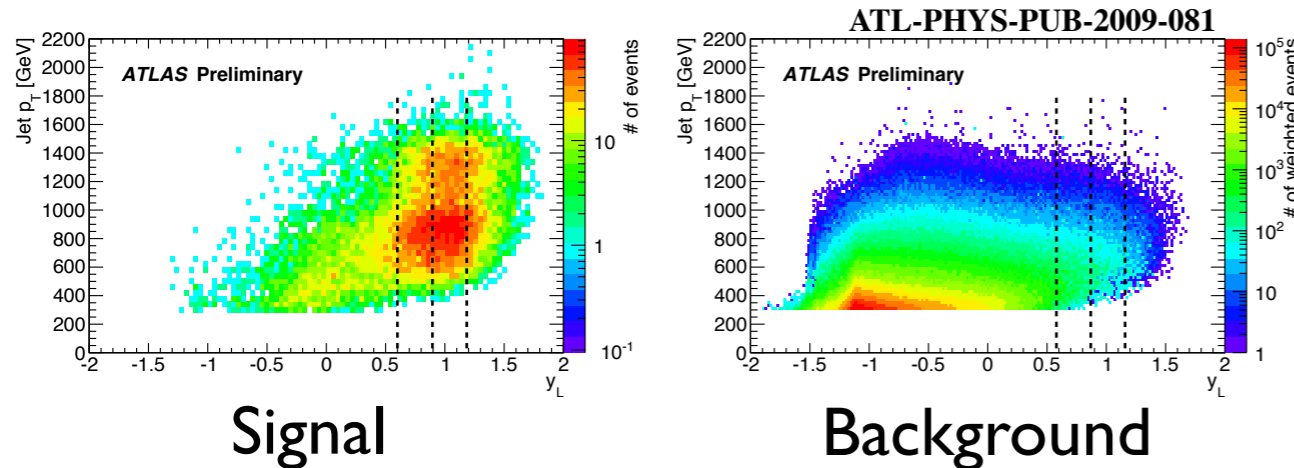 ATL-PHYS-PUB-2009-081
Jet p_T [GeV]
2200
2000
1800
1600
1400
1200
1000
800
600
400
200
0
ATLAS Preliminary
-2 -1.5 -1 -0.5 0 0.5 1 1.5 2
y_L
10
1
10^-1
# of events
Signal
Jet p_T [GeV]
2200
2000
1800
1600
1400
1200
1000
800
600
400
200
0
ATLAS Preliminary
-2 -1.5 -1 -0.5 0 0.5 1 1.5 2
y_L
10^5
10^4
10^3
10^2
10
1
# of weighted events
Background